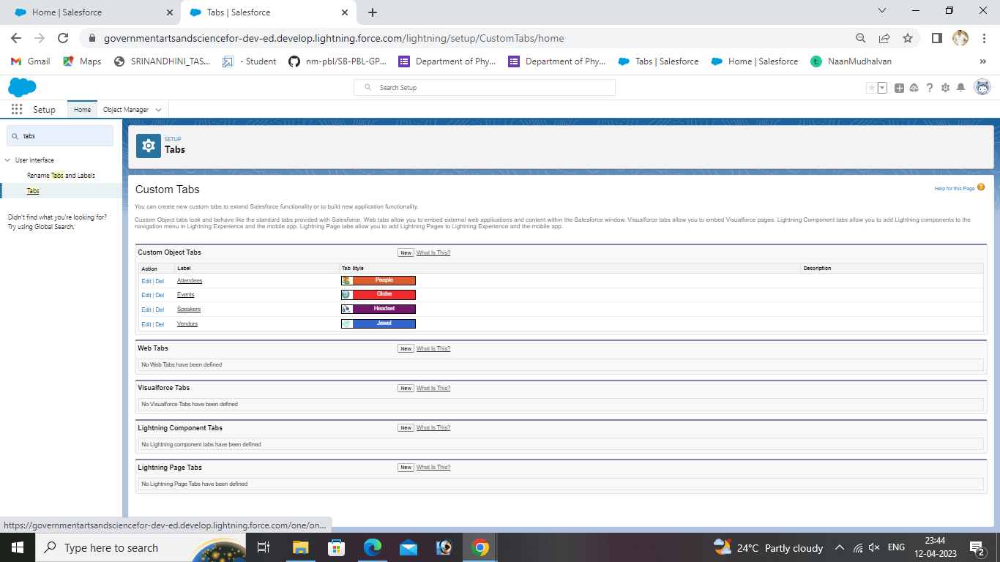 Home | Salesforce
Tabs | Salesforce
governmentartsandsciencefor-dev-ed.develop.lightning.force.com/lightning/setup/CustomTabs/home
Gmail
Maps
SRINANDHINI_TAS...
- Student
nm-pbl/SB-PBL-GP...
Department of Phy...
Department of Phy...
Tabs | Salesforce
Home | Salesforce
t:
NaanMudhalvan
»
Search Setup
Setup
Home
Object Manager
tabs
User Interface
Rename Tabs and Labels
Tabs
Didn't find what you're looking for?
Try using Global Search.
SETUP
Tabs
Custom Tabs
Help for this Page
You can create new custom tabs to extend Salesforce functionality or to build new application functionality.
Custom Object tabs look and behave like the standard tabs provided with Salesforce. Web tabs allow you to embed external web applications and content within the Salesforce window. Visualforce tabs allow you to embed Visualforce pages. Lightning Component tabs allow you to add Lightning components to the
navigation menu in Lightning Experience and the mobile app. Lightning Page tabs allow you to add Lightning Pages to Lightning Experience and the mobile app.
Custom Object Tabs New What Is This?
Action Label Tab Style Description
Edit | Del Attendees People
Edit | Del Events Globe
Edit | Del Speakers Headset
Edit | Del Vendors Jewel
Web Tabs New What Is This?
No Web Tabs have been defined
Visualforce Tabs New What Is This?
No Visualforce Tabs have been defined
Lightning Component Tabs New What Is This?
No Lightning component tabs have been defined
Lightning Page Tabs New What Is This?
No Lightning Page Tabs have been defined
https://governmentartsandsciencefor-dev-ed.develop.lightning.force.com/one/on...
Type here to search
24°C Partly cloudy
ENG
23:44
12-04-2023
2